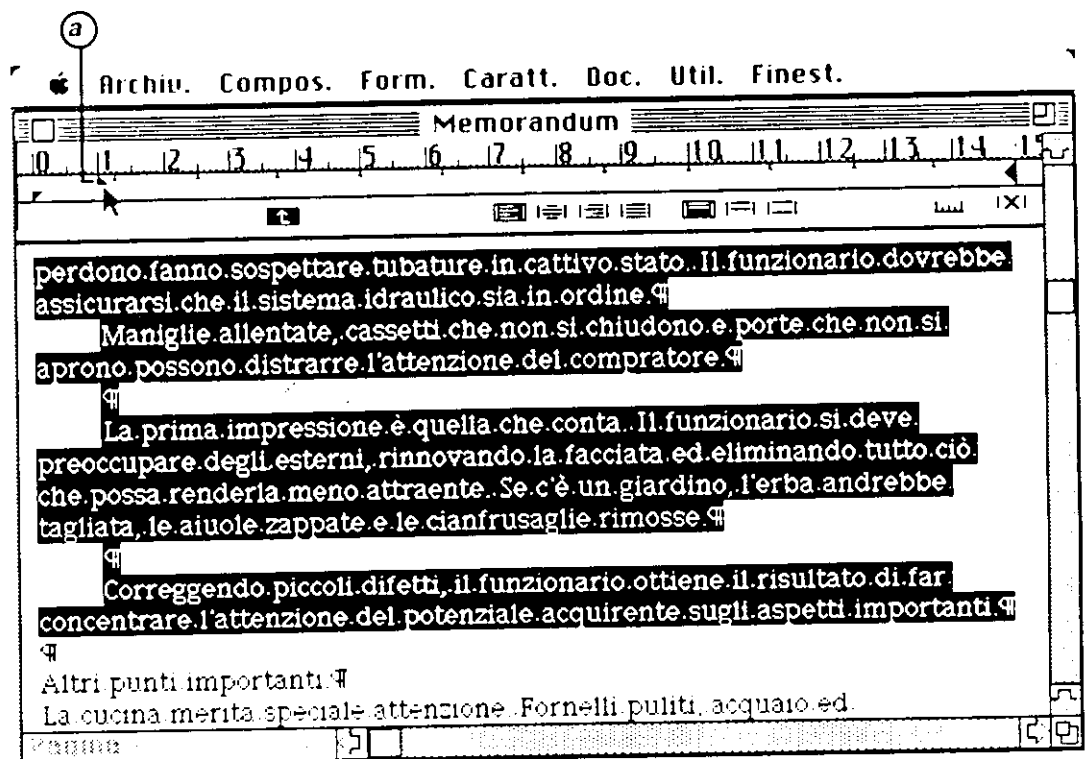 a
Archiv. Compos. Form. Caratt. Doc. Util. Finest.
Memorandum
0 1 2 3 4 5 6 7 8 9 10 11 12 13 14 15
perdono fanno sospettare tubature in cattivo stato. Il funzionario dovrebbe
assicurarsi che il sistema idraulico sia in ordine.¶
Maniglie allentate, cassetti che non si chiudono e porte che non si
aprono possono distrarre l'attenzione del compratore.¶
¶
La prima impressione è quella che conta. Il funzionario si deve
preoccupare degli esterni, rinnovando la facciata ed eliminando tutto ciò
che possa renderla meno attraente. Se c'è un giardino, l'erba andrebbe
tagliata, le aiuole zappate e le cianfrusaglie rimosse.¶
¶
Correggendo piccoli difetti, il funzionario ottiene il risultato di far
concentrare l'attenzione del potenziale acquirente sugli aspetti importanti.¶
¶
Altri punti importanti ¶
La cucina merita speciale attenzione. Fornelli puliti, acquaio ed
Pagina